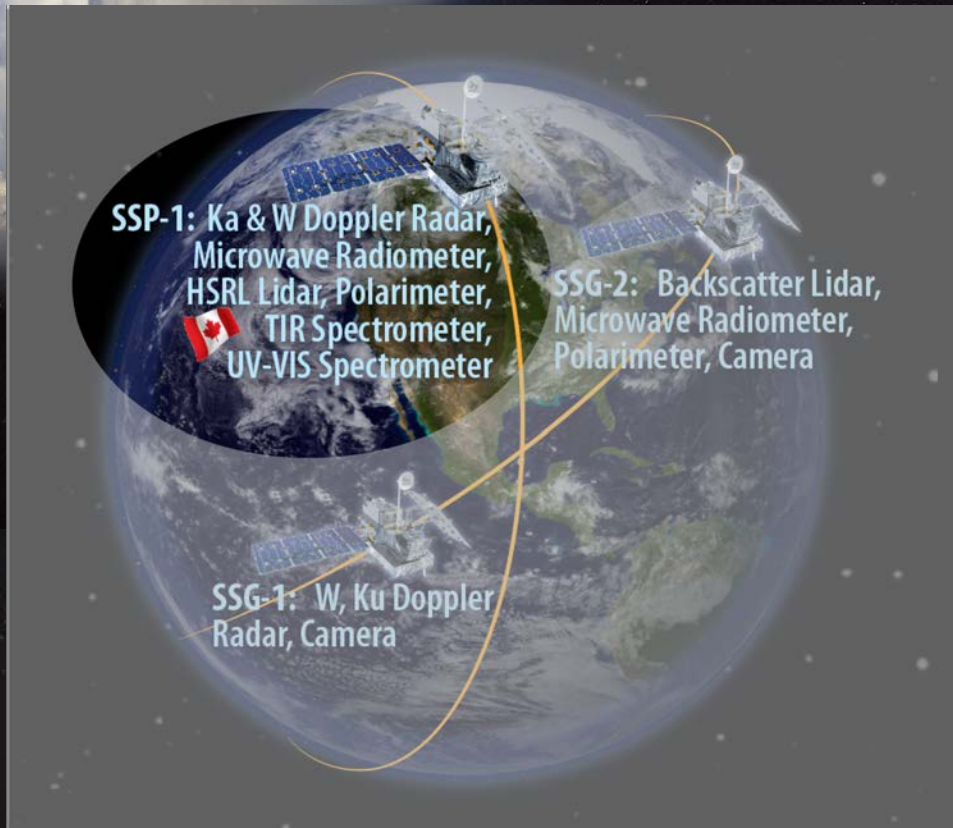 SSP-1: Ka & W Doppler Radar,
Microwave Radiometer,
HSRL Lidar, Polarimeter,
TIR Spectrometer,
UV-VIS Spectrometer
SSG-2: Backscatter Lidar,
Microwave Radiometer,
Polarimeter, Camera
SSG-1: W, Ku Doppler
Radar, Camera